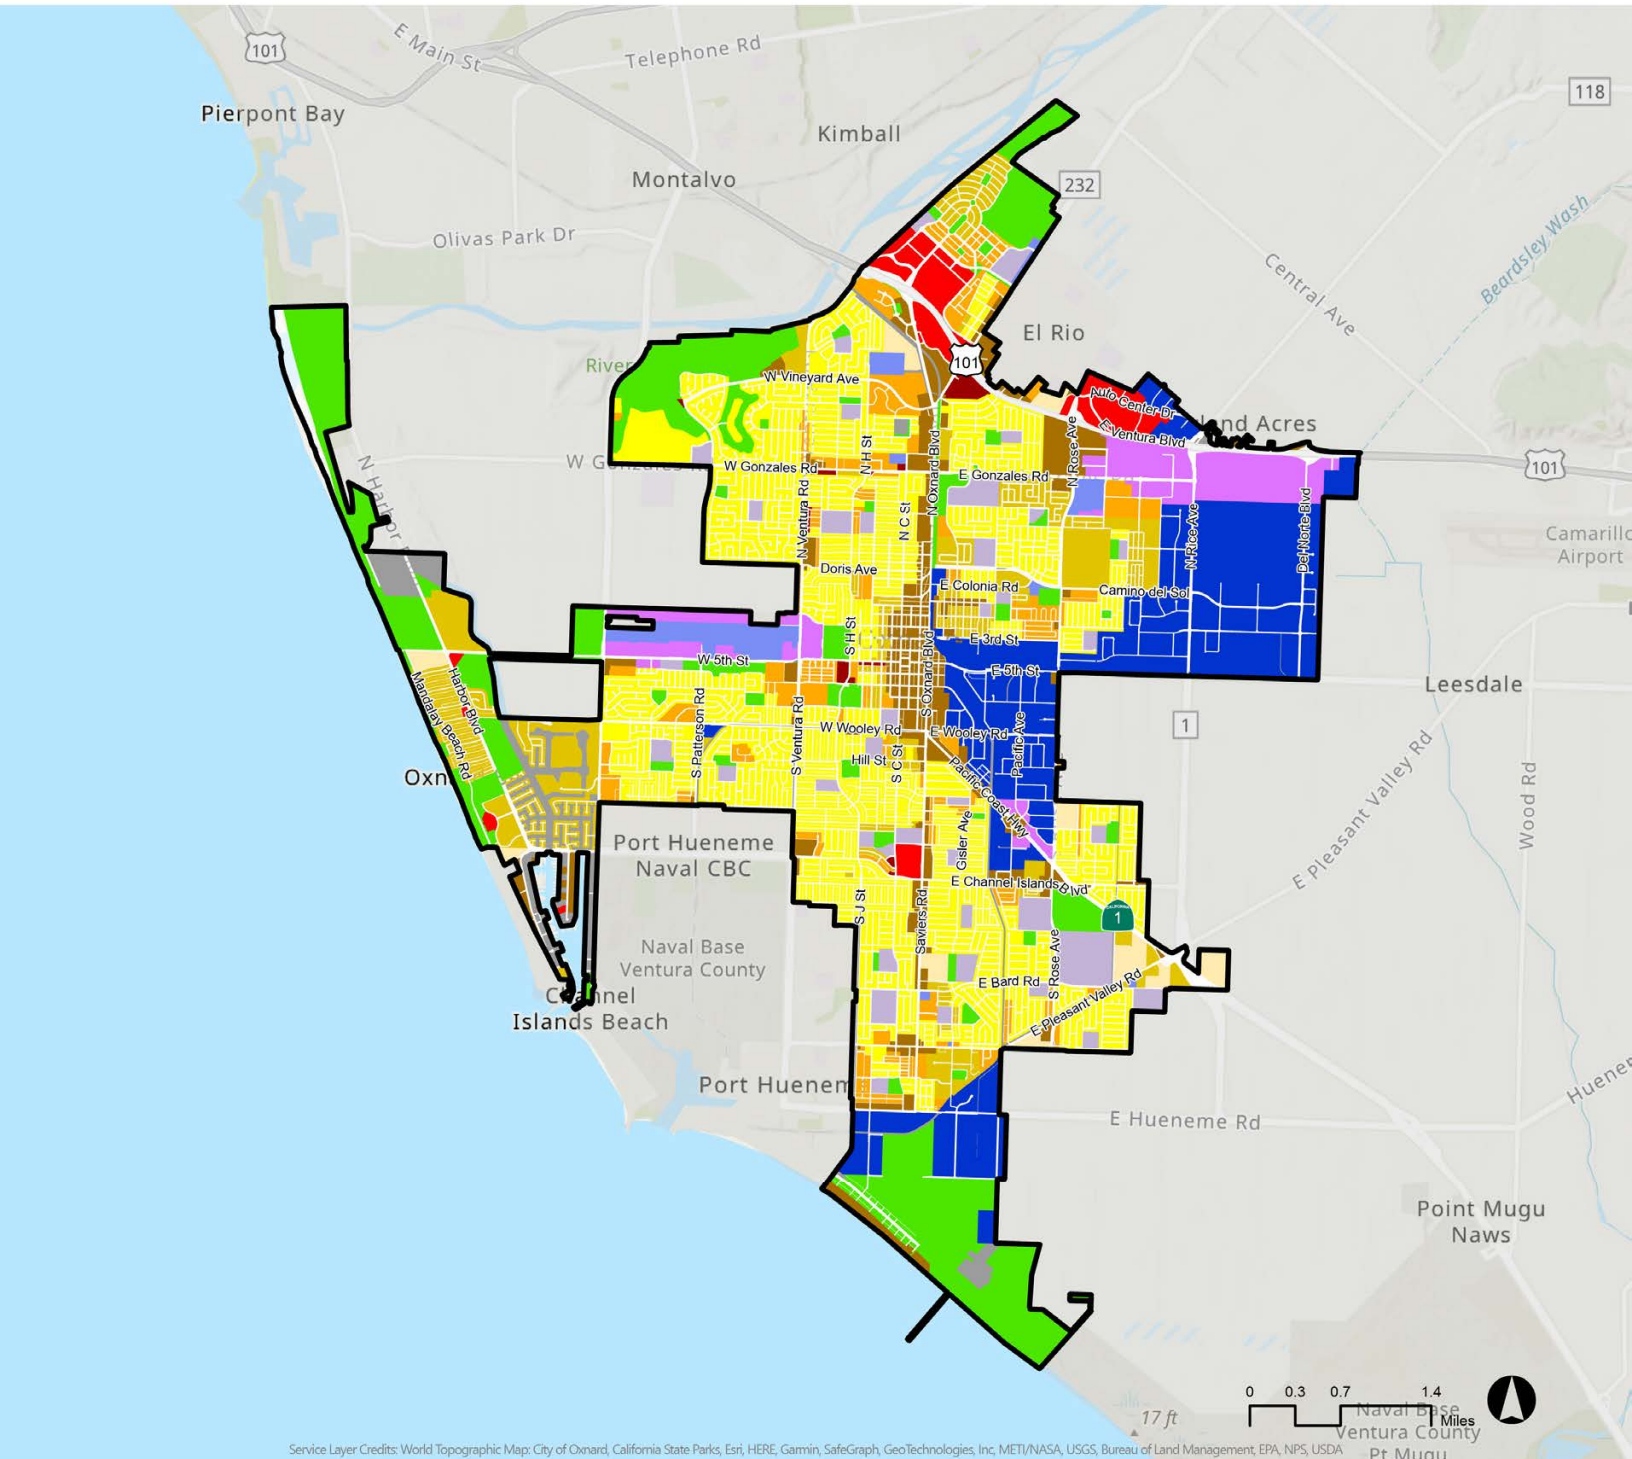 101
E Main St
Telephone Rd
118
Pierpont Bay
Kimball
Montalvo
232
Olivas Park Dr
Beardsley Wash
Central Ave
El Rio
101
River
W Vineyard Ave
Auto Center Dr
land Acres
E Ventura Blvd
N Rose Ave
N Oxnard Blvd
N H St
W Gonzales Rd
E Gonzales Rd
N Harbor
101
N Ventura Rd
N C St
N Rice Ave
Del Norte Blvd
Camarillo
Airport
Doris Ave
E Colonia Rd
Camino del Sol
S H St
E 3rd St
W 5th St
E 5th St
S Oxnard Blvd
Leesdale
Mandalay Beach Rd
Harbor Blvd
S Patterson Rd
S Ventura Rd
W Wooley Rd
E Wooley Rd
Pacific Ave
1
Hill St
S C St
Pacific Coast Hwy
Oxn
E Pleasant Valley Rd
Wood Rd
Port Hueneme
Naval CBC
Gisler Ave
E Channel Islands Blvd
S J St
Saviers Rd
CALIFORNIA
1
Naval Base
Ventura County
S Rose Ave
E Bard Rd
E Pleasant Valley Rd
Channel
Islands Beach
Port Huenem
E Hueneme Rd
Huenem
Point Mugu
Naws
0 0.3 0.7 1.4
Miles
17 ft
Naval Base
Ventura County
Pt Mugu
Service Layer Credits: World Topographic Map: City of Oxnard, California State Parks, Esri, HERE, Garmin, SafeGraph, GeoTechnologies, Inc, METI/NASA, USGS, Bureau of Land Management, EPA, NPS, USDA